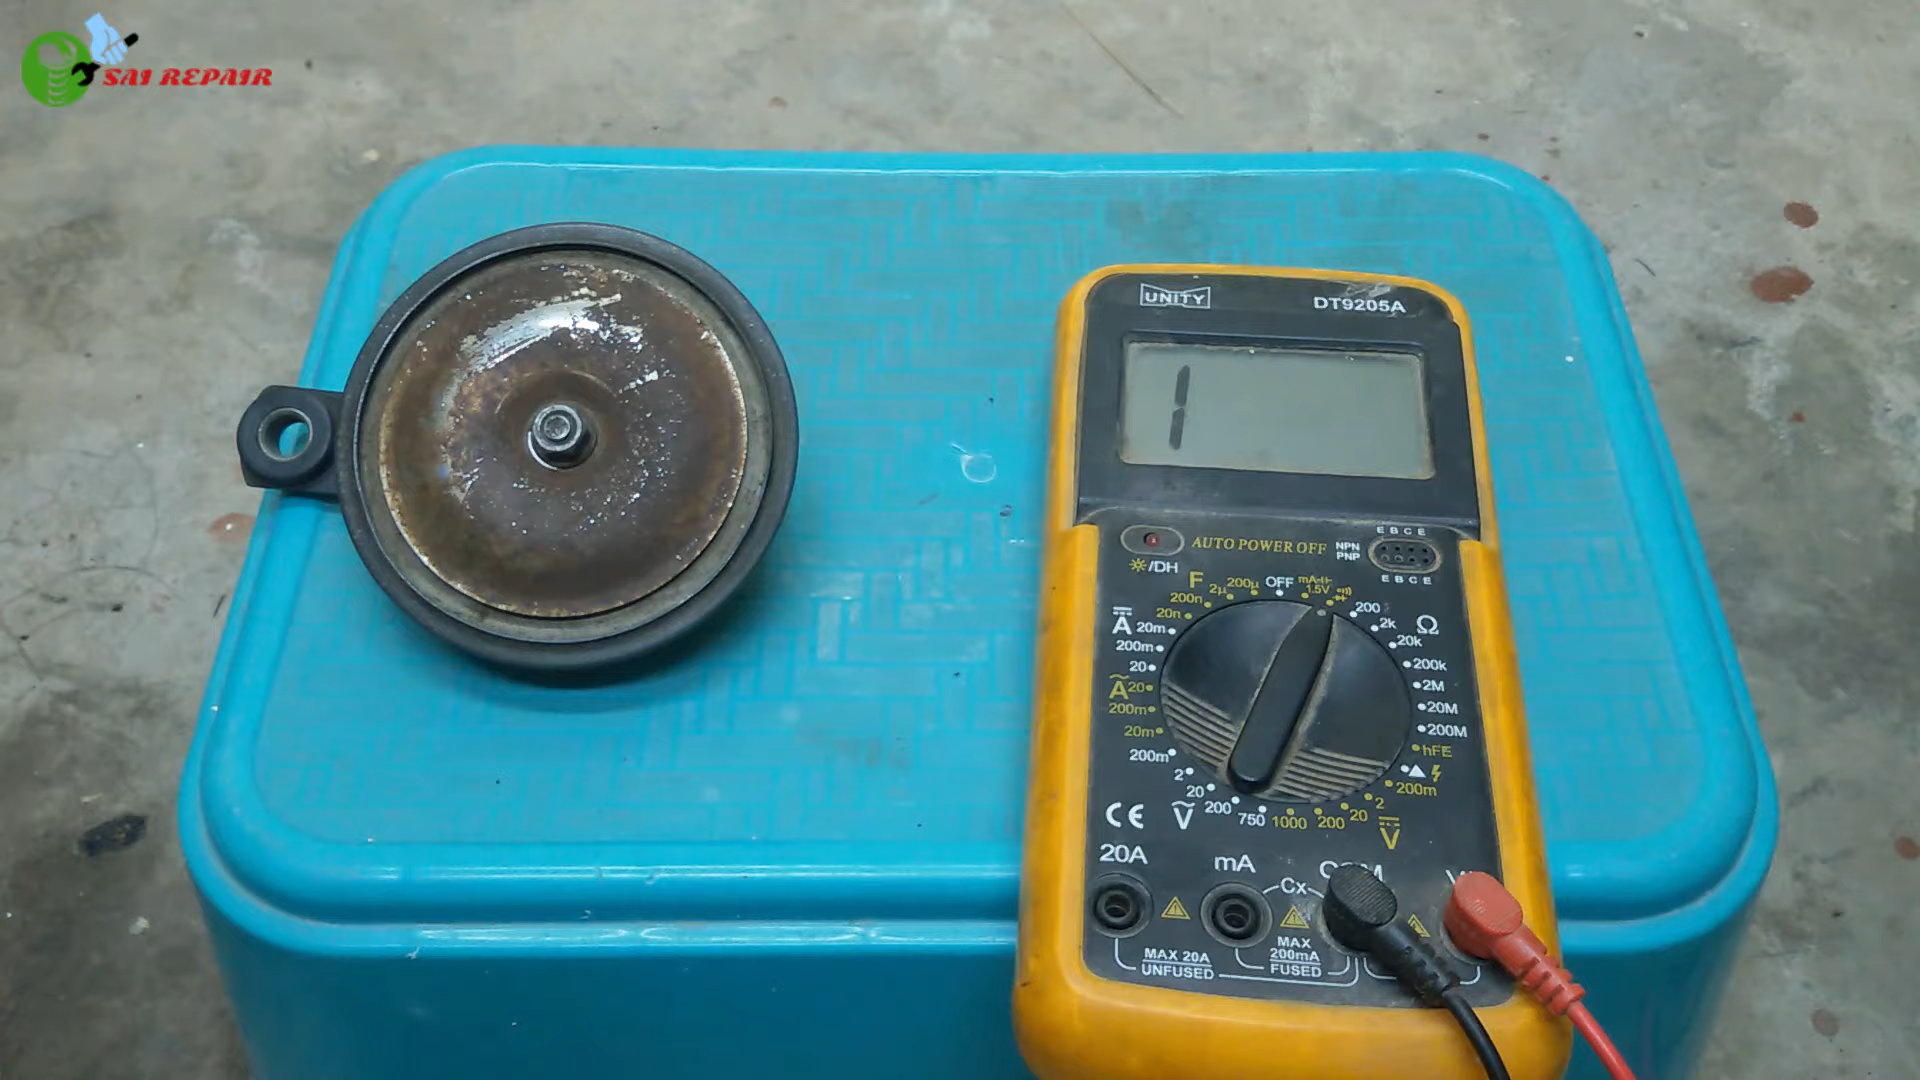 SAI REPAIR
UNITY
DT9205A
1
E B C E
AUTO POWER OFF
NPN
PNP
E B C E
/DH
F 2µ 200µ OFF 1.5V
200n
20n
200
2k Ω
A 20m
20k
200m
200k
20
2M
A 20
20M
200m
200M
20m
hFE
200m
2
200m
20
2
V 200 750 1000 200 20 V
CE
20A mA COM
Cx
MAX 20A
UNFUSED
MAX
200mA
FUSED